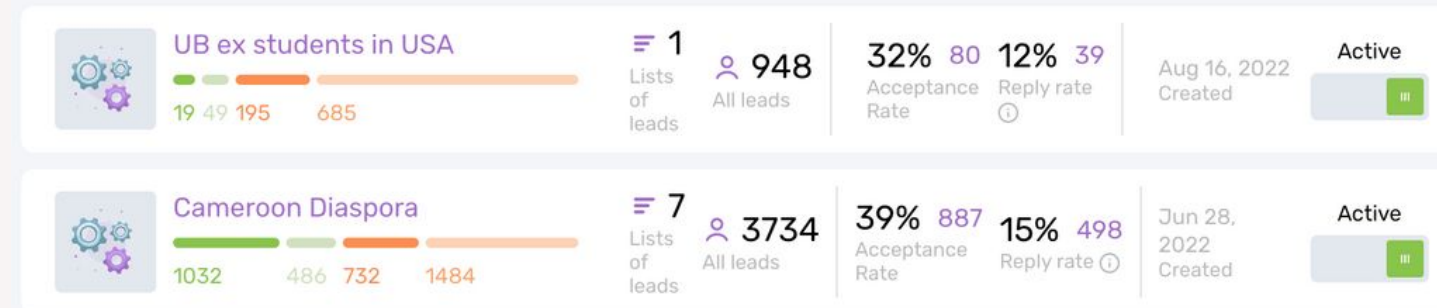 UB ex students in USA
19 49 195 685
1
Lists
of
leads
948
All leads
32% 80
Acceptance
Rate
12% 39
Reply rate
Aug 16, 2022
Created
Active
Cameroon Diaspora
1032 486 732 1484
7
Lists
of
leads
3734
All leads
39% 887
Acceptance
Rate
15% 498
Reply rate
Jun 28,
2022
Created
Active